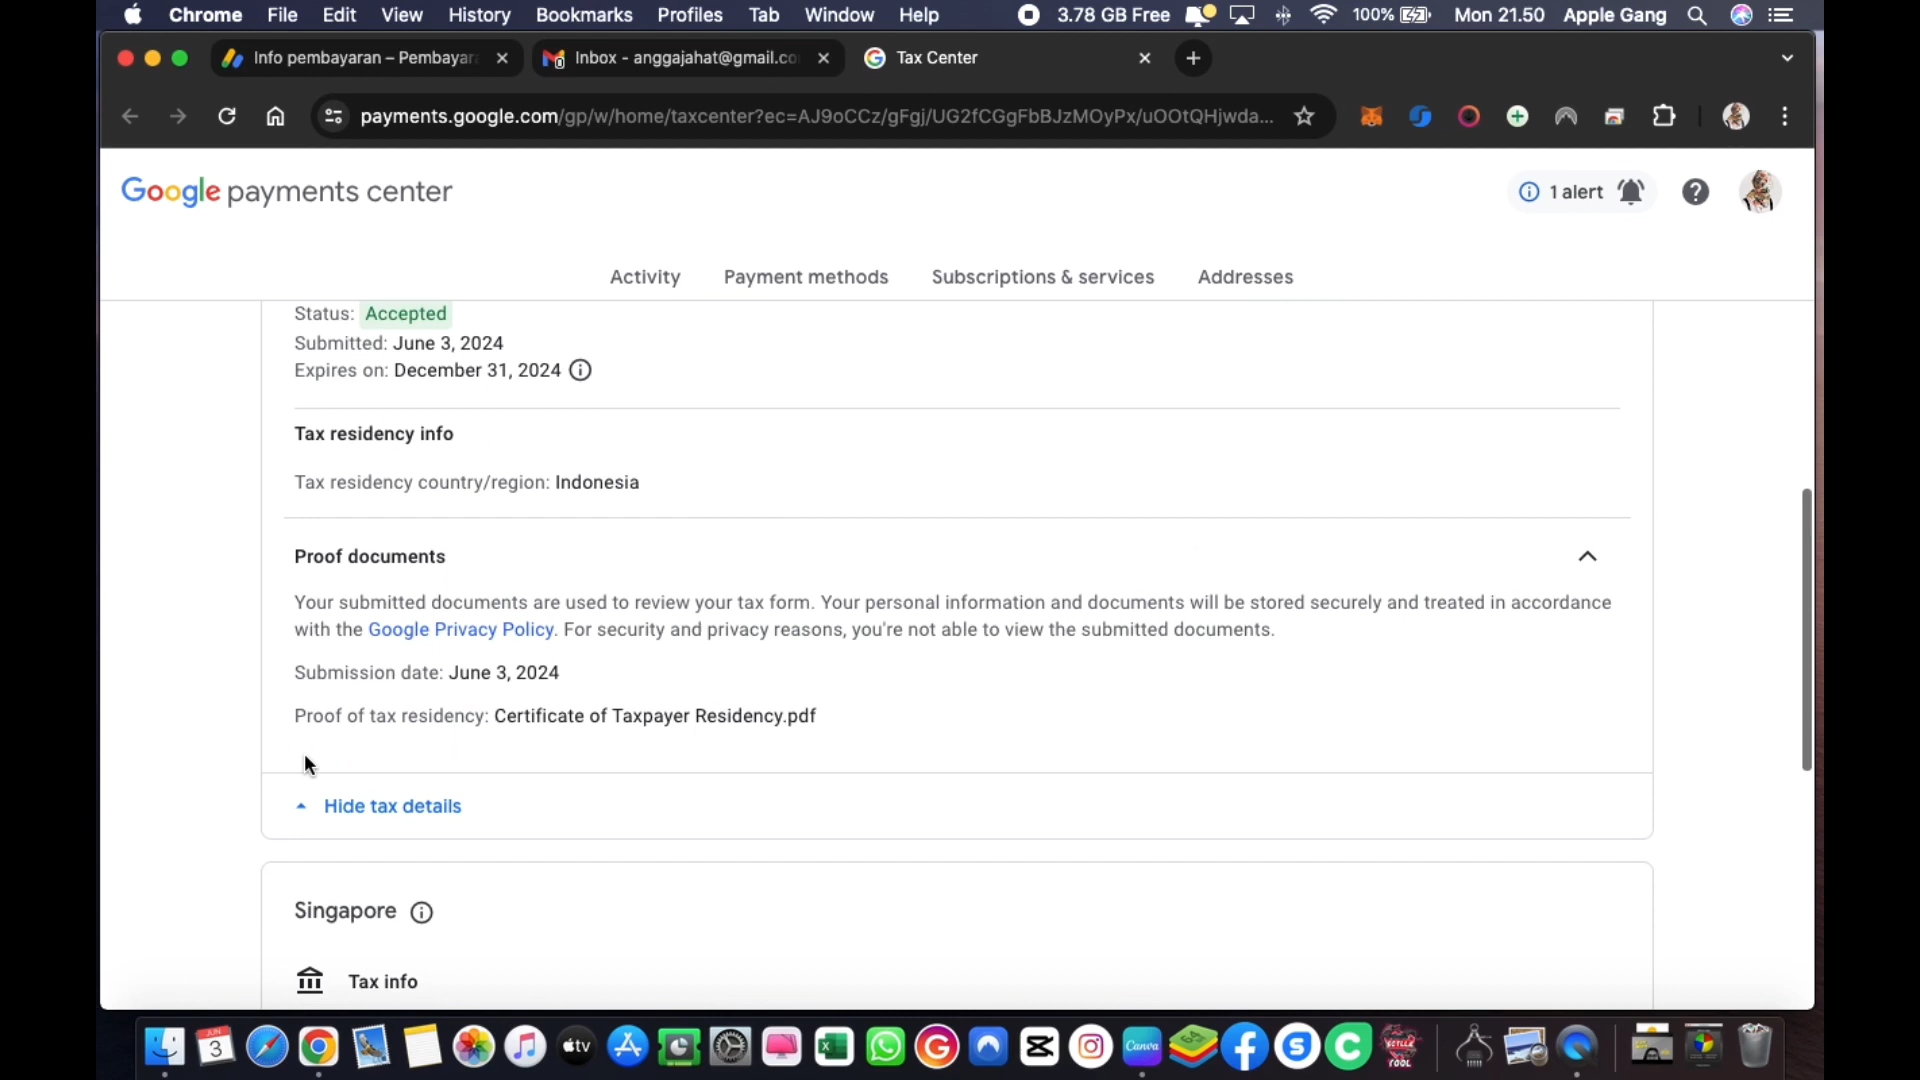 Chrome File Edit View History Bookmarks Profiles Tab Window Help 3.78 GB Free 100% Mon 21.50 Apple Gang
Info pembayaran – Pembayar Inbox - anggajahat@gmail.co Tax Center
payments.google.com/gp/w/home/taxcenter?ec=AJ9oCCz/gFgj/UG2fCGgFbBJzMOyPx/uOOtQHjwda...
Google payments center 1 alert
Activity Payment methods Subscriptions & services Addresses
Status: Accepted
Submitted: June 3, 2024
Expires on: December 31, 2024
Tax residency info
Tax residency country/region: Indonesia
Proof documents
Your submitted documents are used to review your tax form. Your personal information and documents will be stored securely and treated in accordance
with the Google Privacy Policy. For security and privacy reasons, you're not able to view the submitted documents.
Submission date: June 3, 2024
Proof of tax residency: Certificate of Taxpayer Residency.pdf
Hide tax details
Singapore
Tax info
JUN
3
tv
Canva
TOOL